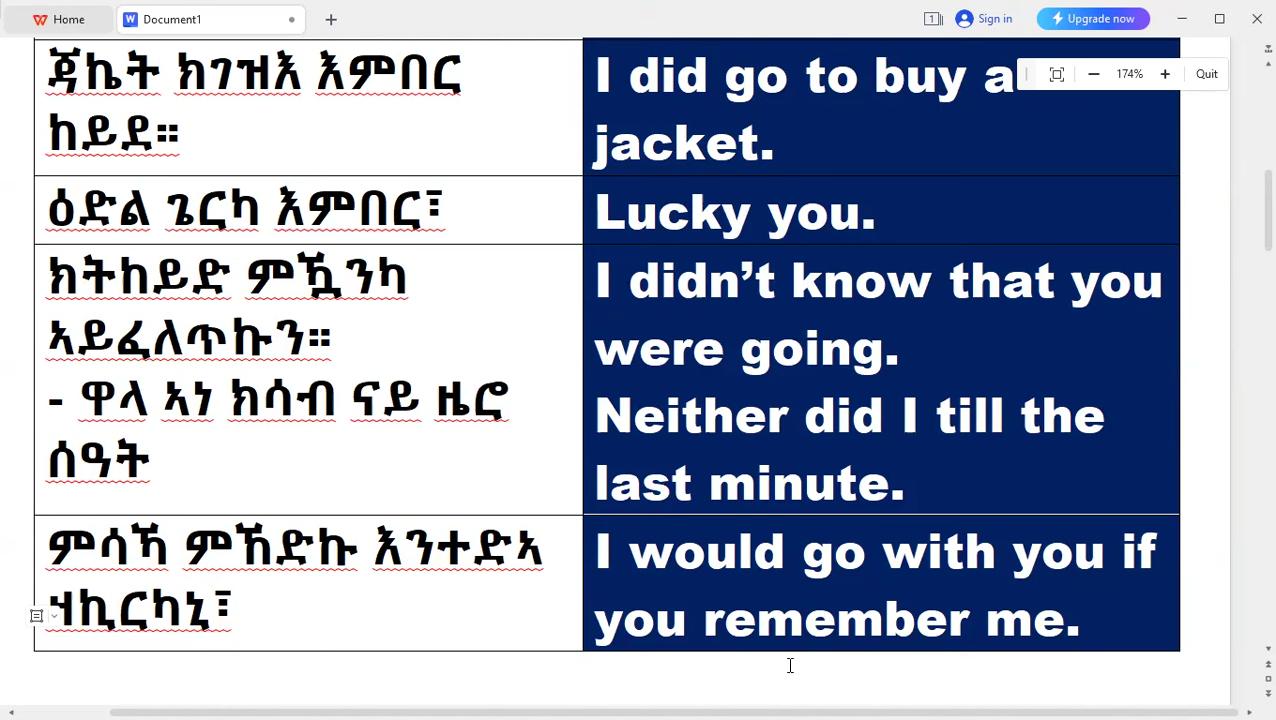 Home
Document1
1
Sign in
Upgrade now
174%
Quit
ጃኬት ክገዝእ እምበር
ከይደ።
I did go to buy a
jacket.
ዕድል ጌርካ እምበር፣
Lucky you.
ክትከይድ ምዃንካ
ኣይፈለጥኩን።
- ዋላ ኣነ ክሳብ ናይ ዜሮ
ሰዓት
I didn’t know that you
were going.
Neither did I till the
last minute.
ምሳኻ ምኸድኩ እንተድኣ
ዛኪርካኒ፣
I would go with you if
you remember me.